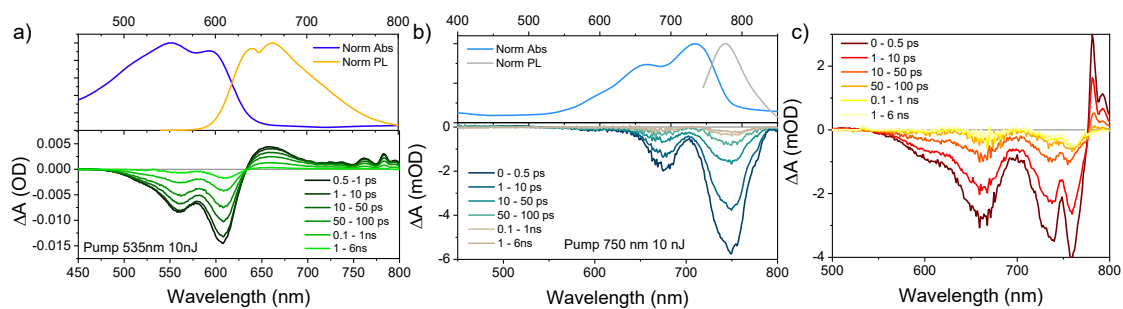 a)
500 600 700 800
Norm Abs
Norm PL
0.005
0.000
-0.005
-0.010
-0.015
ΔA (OD)
0.5 - 1 ps
1 - 10 ps
10 - 50 ps
50 - 100 ps
0.1 - 1 ns
1 - 6ns
Pump 535nm 10nJ
450 500 550 600 650 700 750 800
Wavelength (nm)
b)
400 500 600 700 800
Norm Abs
Norm PL
0
-2
-4
-6
ΔA (mOD)
0 - 0.5 ps
1 - 10 ps
10 - 50 ps
50 - 100 ps
0.1 - 1ns
1 - 6ns
Pump 750 nm 10 nJ
500 600 700 800
Wavelength (nm)
c)
0 - 0.5 ps
1 - 10 ps
10 - 50 ps
50 - 100 ps
0.1 - 1 ns
1 - 6 ns
2
0
-2
-4
ΔA (mOD)
500 600 700 800
Wavelength (nm)